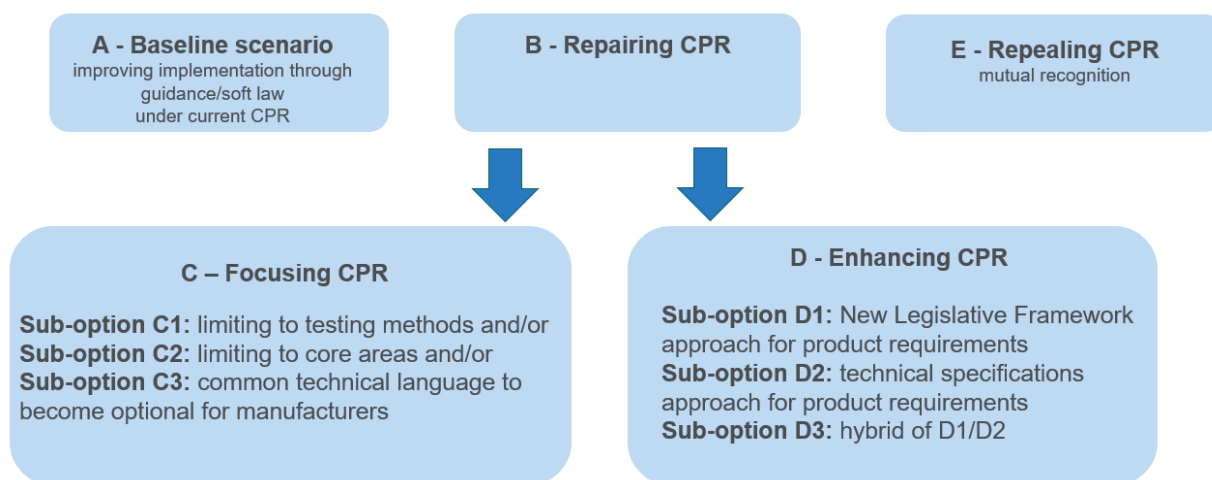 A - Baseline scenario
improving implementation through
guidance/soft law
under current CPR
B - Repairing CPR
E - Repealing CPR
mutual recognition
C – Focusing CPR
Sub-option C1: limiting to testing methods and/or
Sub-option C2: limiting to core areas and/or
Sub-option C3: common technical language to
become optional for manufacturers
D - Enhancing CPR
Sub-option D1: New Legislative Framework
approach for product requirements
Sub-option D2: technical specifications
approach for product requirements
Sub-option D3: hybrid of D1/D2